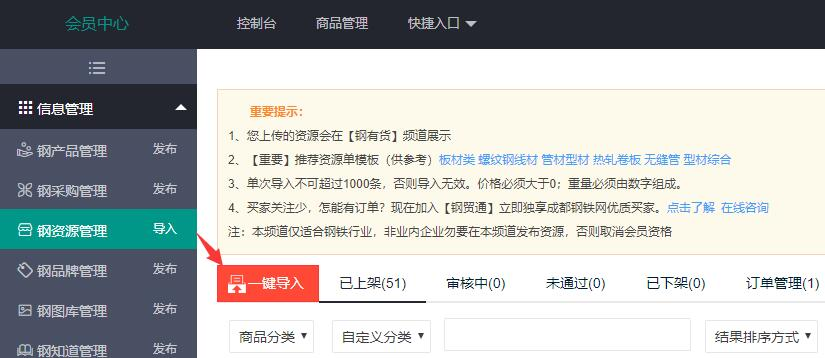 会员中心 控制台 商品管理 快捷入口
信息管理
钢产品管理 发布
钢采购管理 发布
钢资源管理 导入
钢品牌管理 发布
钢图库管理 发布
钢知道管理 发布
重要提示：
1、您上传的资源会在【钢有货】频道展示
2、【重要】推荐资源单模板（供参考）板材类 螺纹钢线材 管材型材 热轧卷板 无缝管 型材综合
3、单次导入不可超过1000条，否则导入无效。价格必须大于0；重量必须由数字组成。
4、买家关注少，怎能有订单？现在加入【钢贸通】立即独享成都钢铁网优质买家。点击了解 在线咨询
注：本频道仅适合钢铁行业，非业内企业勿要在本频道发布资源，否则取消会员资格
一键导入 已上架(51) 审核中(0) 未通过(0) 已下架(0) 订单管理(1)
商品分类 自定义分类 结果排序方式